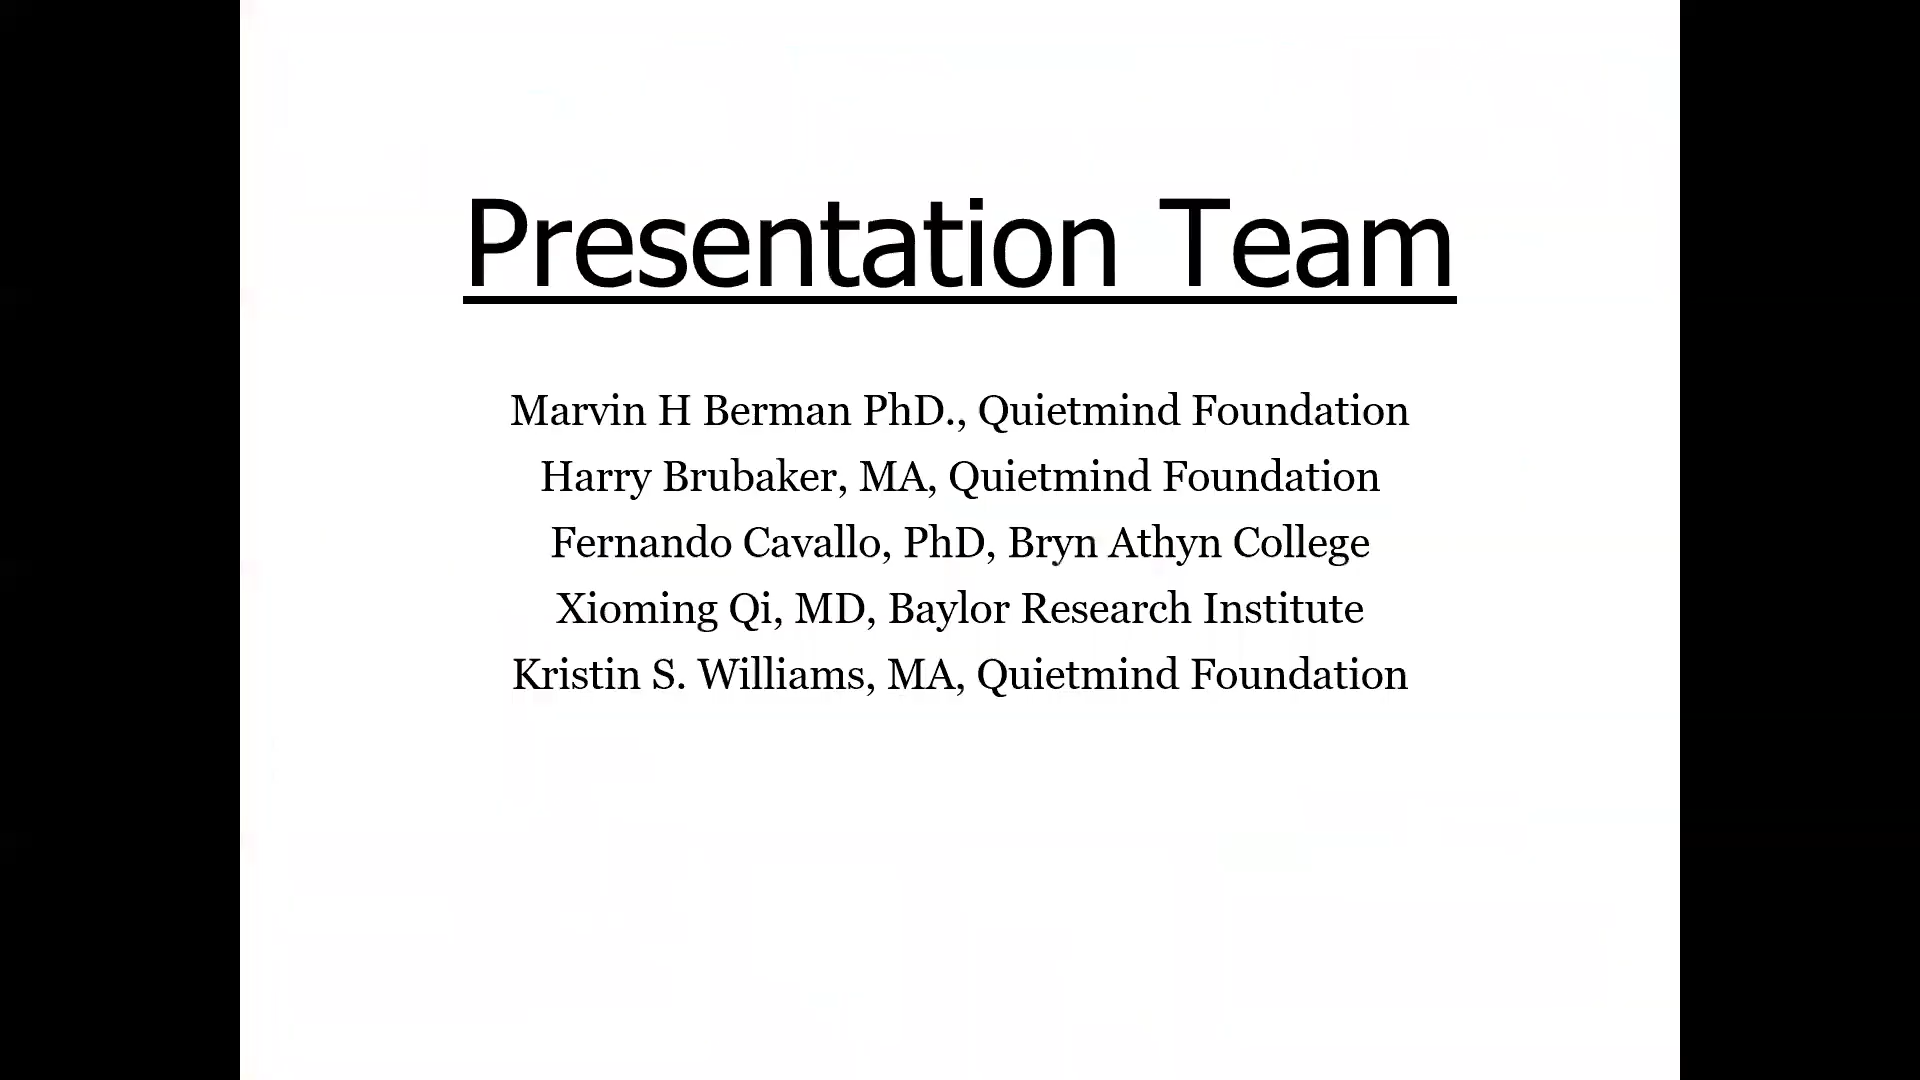 Presentation Team
Marvin H Berman PhD., Quietmind Foundation
Harry Brubaker, MA, Quietmind Foundation
Fernando Cavallo, PhD, Bryn Athyn College
Xioming Qi, MD, Baylor Research Institute
Kristin S. Williams, MA, Quietmind Foundation